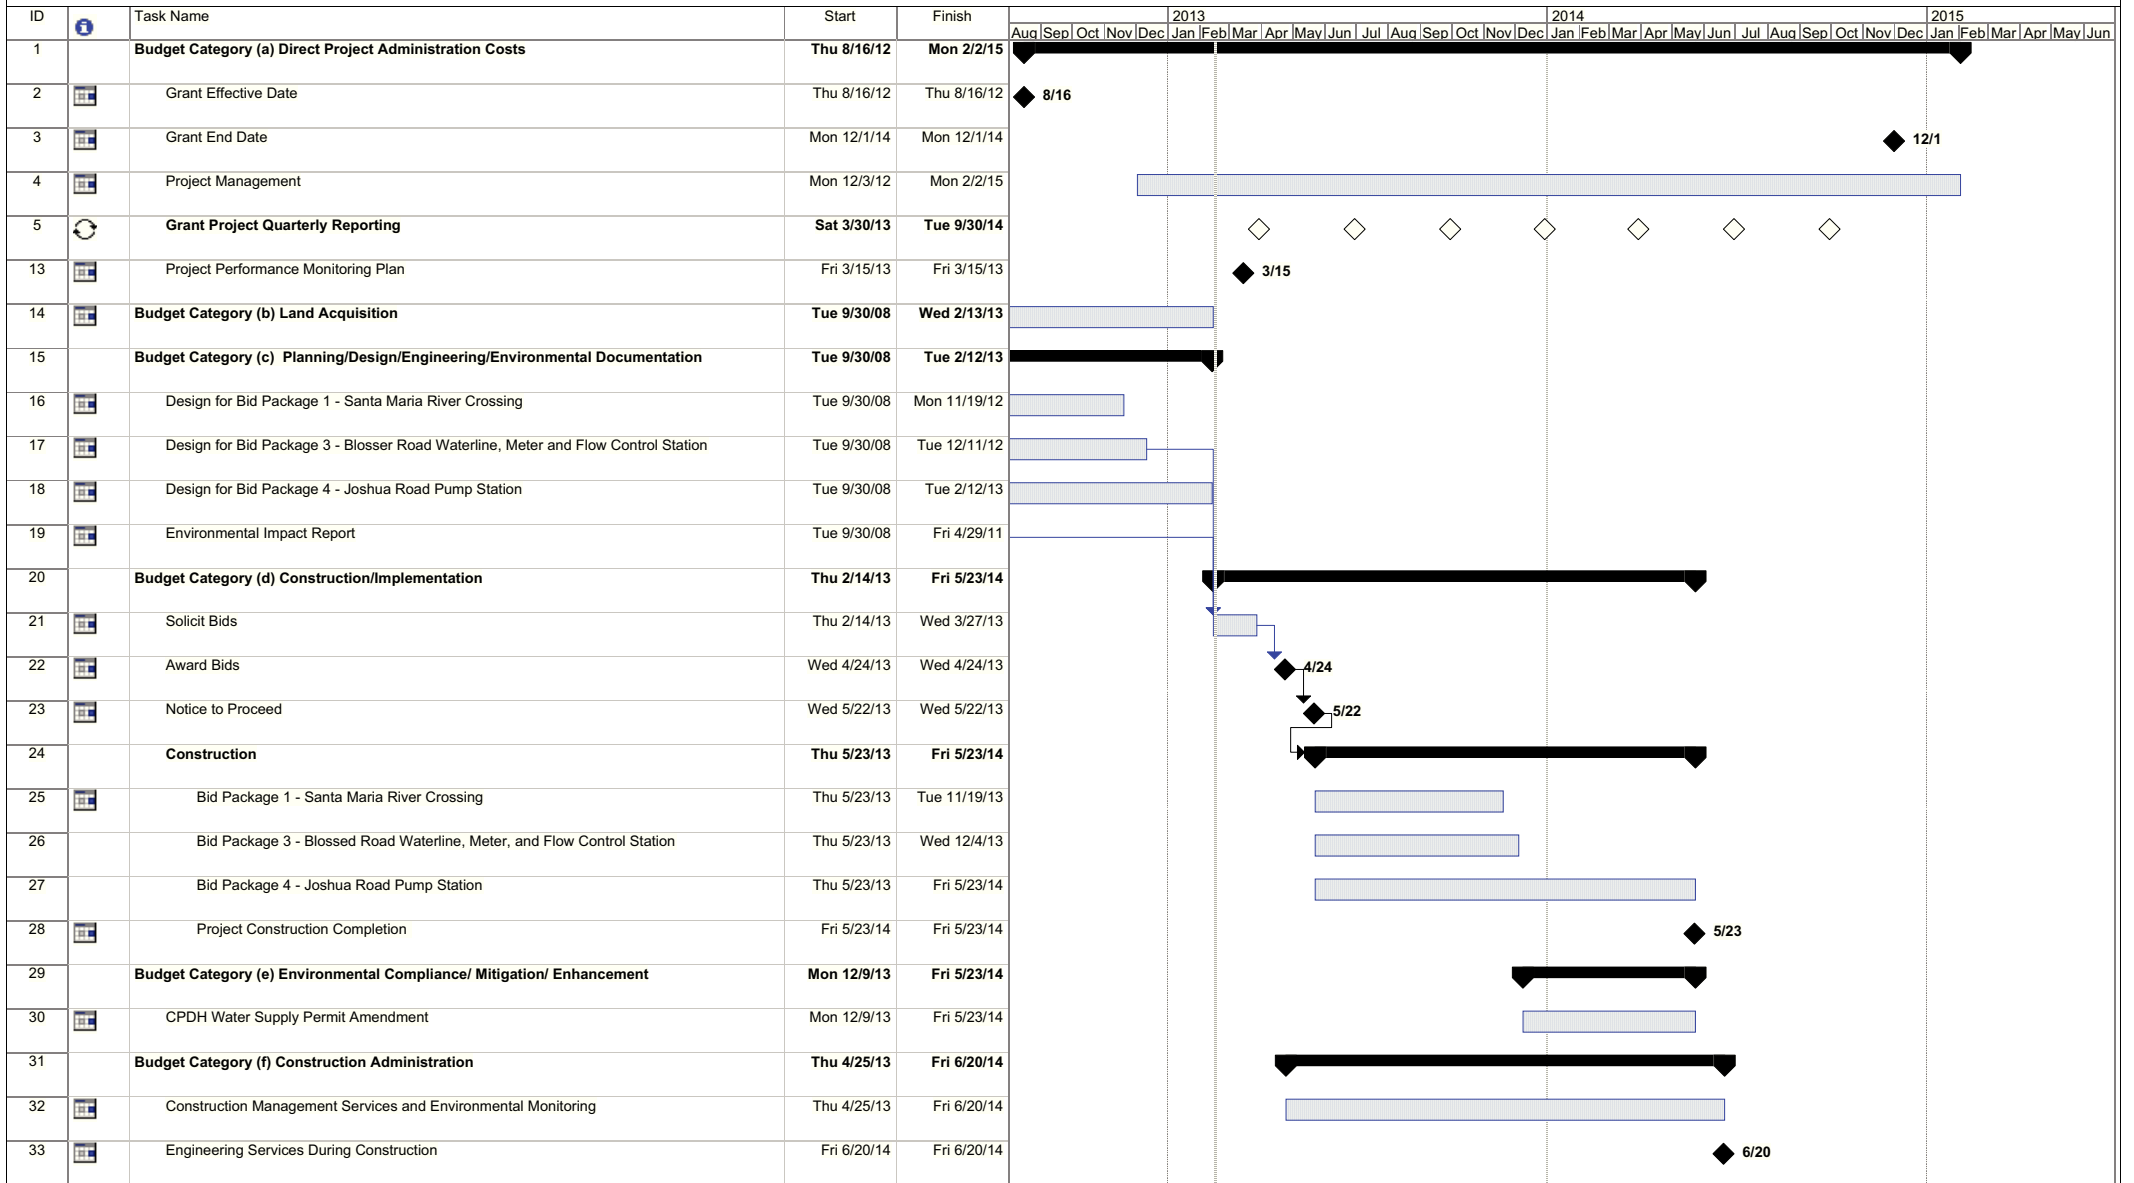 ID Task Name Start Finish 2013 2014 2015
Aug Sep Oct Nov Dec Jan Feb Mar Apr May Jun Jul Aug Sep Oct Nov Dec Jan Feb Mar Apr May Jun Jul Aug Sep Oct Nov Dec Jan Feb Mar Apr May Jun
1 Budget Category (a) Direct Project Administration Costs Thu 8/16/12 Mon 2/2/15
2 Grant Effective Date Thu 8/16/12 Thu 8/16/12 8/16
3 Grant End Date Mon 12/1/14 Mon 12/1/14 12/1
4 Project Management Mon 12/3/12 Mon 2/2/15
5 Grant Project Quarterly Reporting Sat 3/30/13 Tue 9/30/14
13 Project Performance Monitoring Plan Fri 3/15/13 Fri 3/15/13 3/15
14 Budget Category (b) Land Acquisition Tue 9/30/08 Wed 2/13/13
15 Budget Category (c) Planning/Design/Engineering/Environmental Documentation Tue 9/30/08 Tue 2/12/13
16 Design for Bid Package 1 - Santa Maria River Crossing Tue 9/30/08 Mon 11/19/12
17 Design for Bid Package 3 - Blosser Road Waterline, Meter and Flow Control Station Tue 9/30/08 Tue 12/11/12
18 Design for Bid Package 4 - Joshua Road Pump Station Tue 9/30/08 Tue 2/12/13
19 Environmental Impact Report Tue 9/30/08 Fri 4/29/11
20 Budget Category (d) Construction/Implementation Thu 2/14/13 Fri 5/23/14
21 Solicit Bids Thu 2/14/13 Wed 3/27/13
22 Award Bids Wed 4/24/13 Wed 4/24/13 4/24
23 Notice to Proceed Wed 5/22/13 Wed 5/22/13 5/22
24 Construction Thu 5/23/13 Fri 5/23/14
25 Bid Package 1 - Santa Maria River Crossing Thu 5/23/13 Tue 11/19/13
26 Bid Package 3 - Blossed Road Waterline, Meter, and Flow Control Station Thu 5/23/13 Wed 12/4/13
27 Bid Package 4 - Joshua Road Pump Station Thu 5/23/13 Fri 5/23/14
28 Project Construction Completion Fri 5/23/14 Fri 5/23/14 5/23
29 Budget Category (e) Environmental Compliance/ Mitigation/ Enhancement Mon 12/9/13 Fri 5/23/14
30 CPDH Water Supply Permit Amendment Mon 12/9/13 Fri 5/23/14
31 Budget Category (f) Construction Administration Thu 4/25/13 Fri 6/20/14
32 Construction Management Services and Environmental Monitoring Thu 4/25/13 Fri 6/20/14
33 Engineering Services During Construction Fri 6/20/14 Fri 6/20/14 6/20